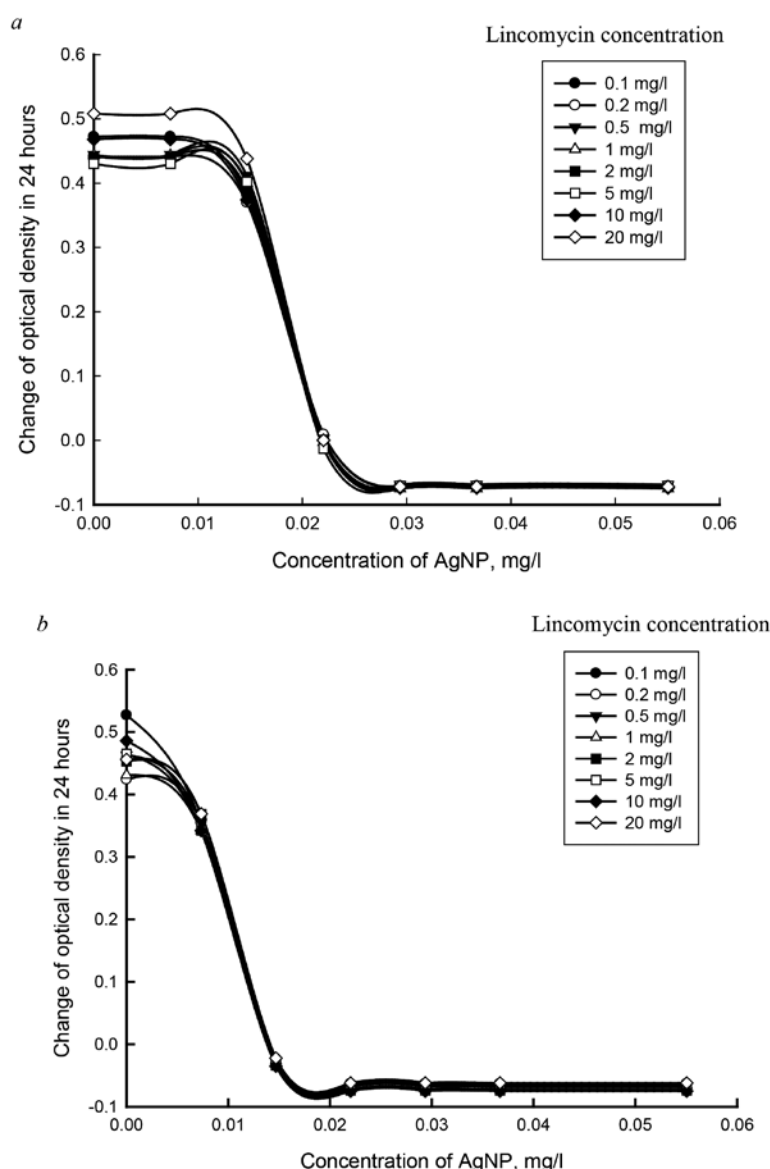 a
Lincomycin concentration
0.1 mg/l
0.2 mg/l
0.5 mg/l
1 mg/l
2 mg/l
5 mg/l
10 mg/l
20 mg/l
Change of optical density in 24 hours
0.6
0.5
0.4
0.3
0.2
0.1
0.0
-0.1
0.00 0.01 0.02 0.03 0.04 0.05 0.06
Concentration of AgNP, mg/l
b
Lincomycin concentration
0.1 mg/l
0.2 mg/l
0.5 mg/l
1 mg/l
2 mg/l
5 mg/l
10 mg/l
20 mg/l
Change of optical density in 24 hours
0.6
0.5
0.4
0.3
0.2
0.1
0.0
-0.1
0.00 0.01 0.02 0.03 0.04 0.05 0.06
Concentration of AgNP, mg/l